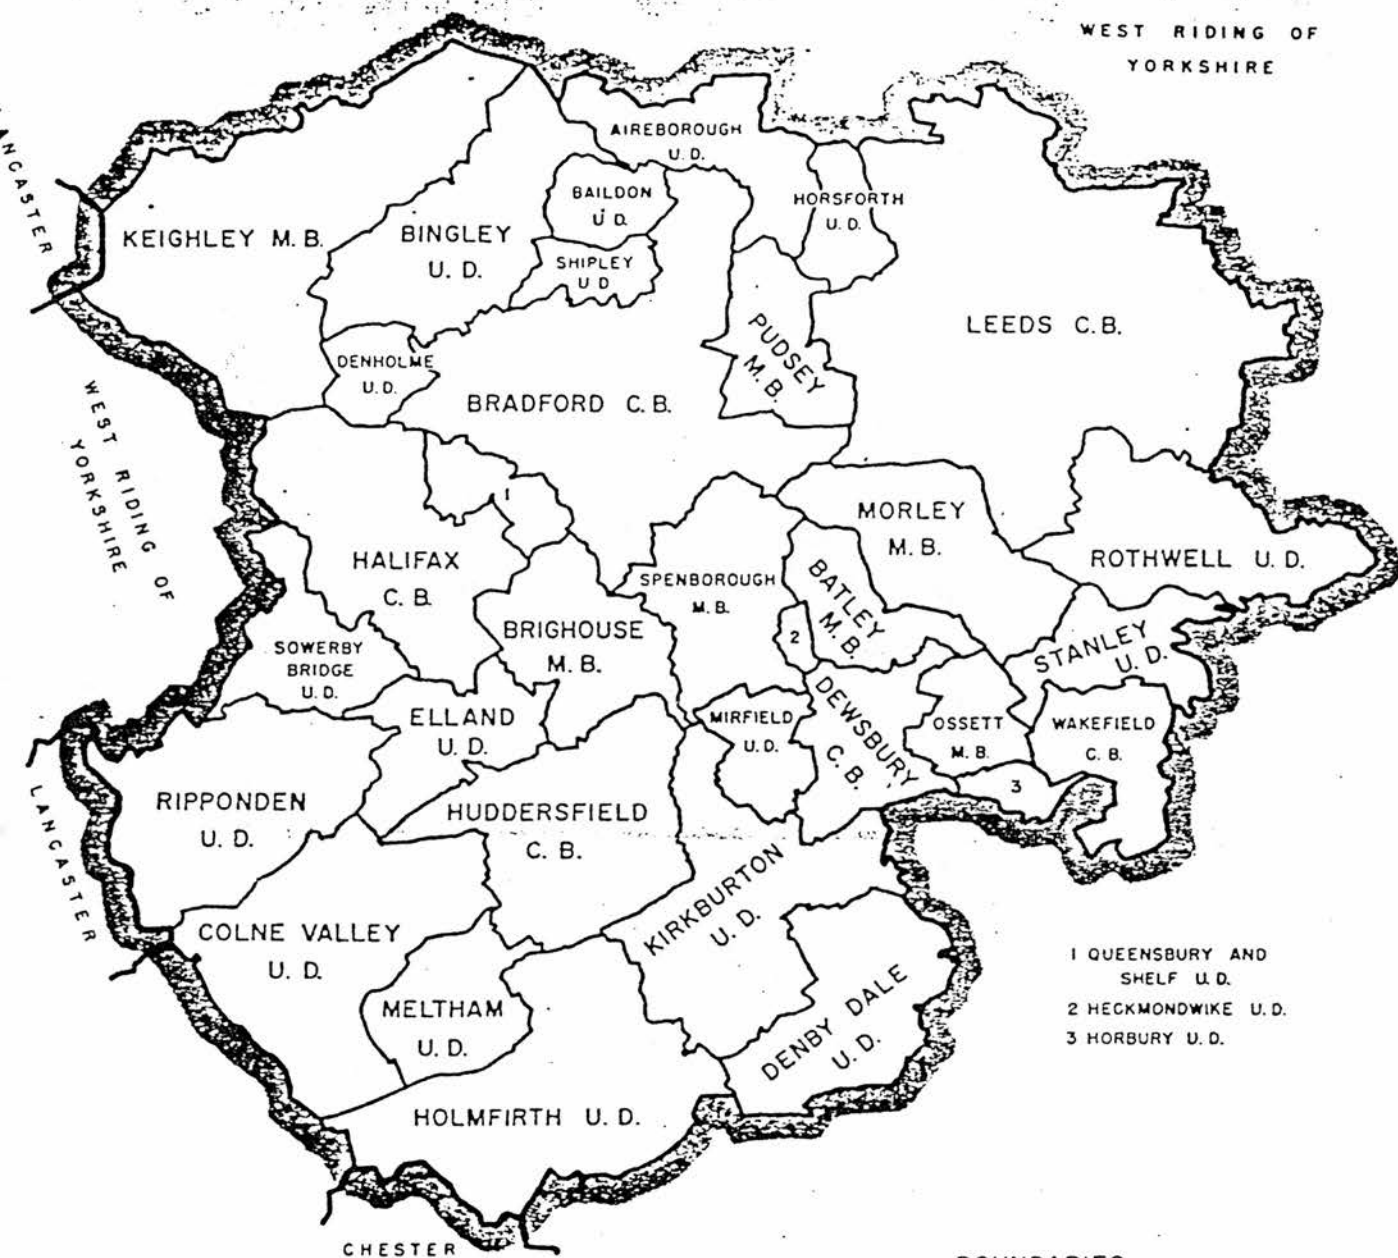 WEST RIDING OF
YORKSHIRE
LANCASTER
AIREBOROUGH
U. D.
BAILDON
U. D.
HORSFORTH
U. D.
KEIGHLEY M. B.
BINGLEY
U. D.
SHIPLEY
U D
LEEDS C. B.
PUDSEY
M. B.
DENHOLME
U. D.
BRADFORD C. B.
WEST RIDING OF
YORKSHIRE
1
MORLEY
M. B.
HALIFAX
C. B.
SPENBOROUGH
M. B.
BATLEY
M. B.
ROTHWELL U. D.
BRIGHOUSE
M. B.
2
STANLEY
U. D.
SOWERBY
BRIDGE
U. D.
ELLAND
U. D.
MIRFIELD
U. D.
DEWSBURY
C. B.
OSSETT
M. B.
WAKEFIELD
C. B.
3
RIPPONDEN
U. D.
HUDDERSFIELD
C. B.
LANCASTER
KIRKBURTON
U. D.
COLNE VALLEY
U. D.
MELTHAM
U. D.
DENBY DALE
U. D.
1 QUEENSBURY AND
SHELF U. D.
2 HECKMONDWIKE U. D.
3 HORBURY U. D.
HOLMFIRTH U. D.
CHESTER
BOUNDARIES